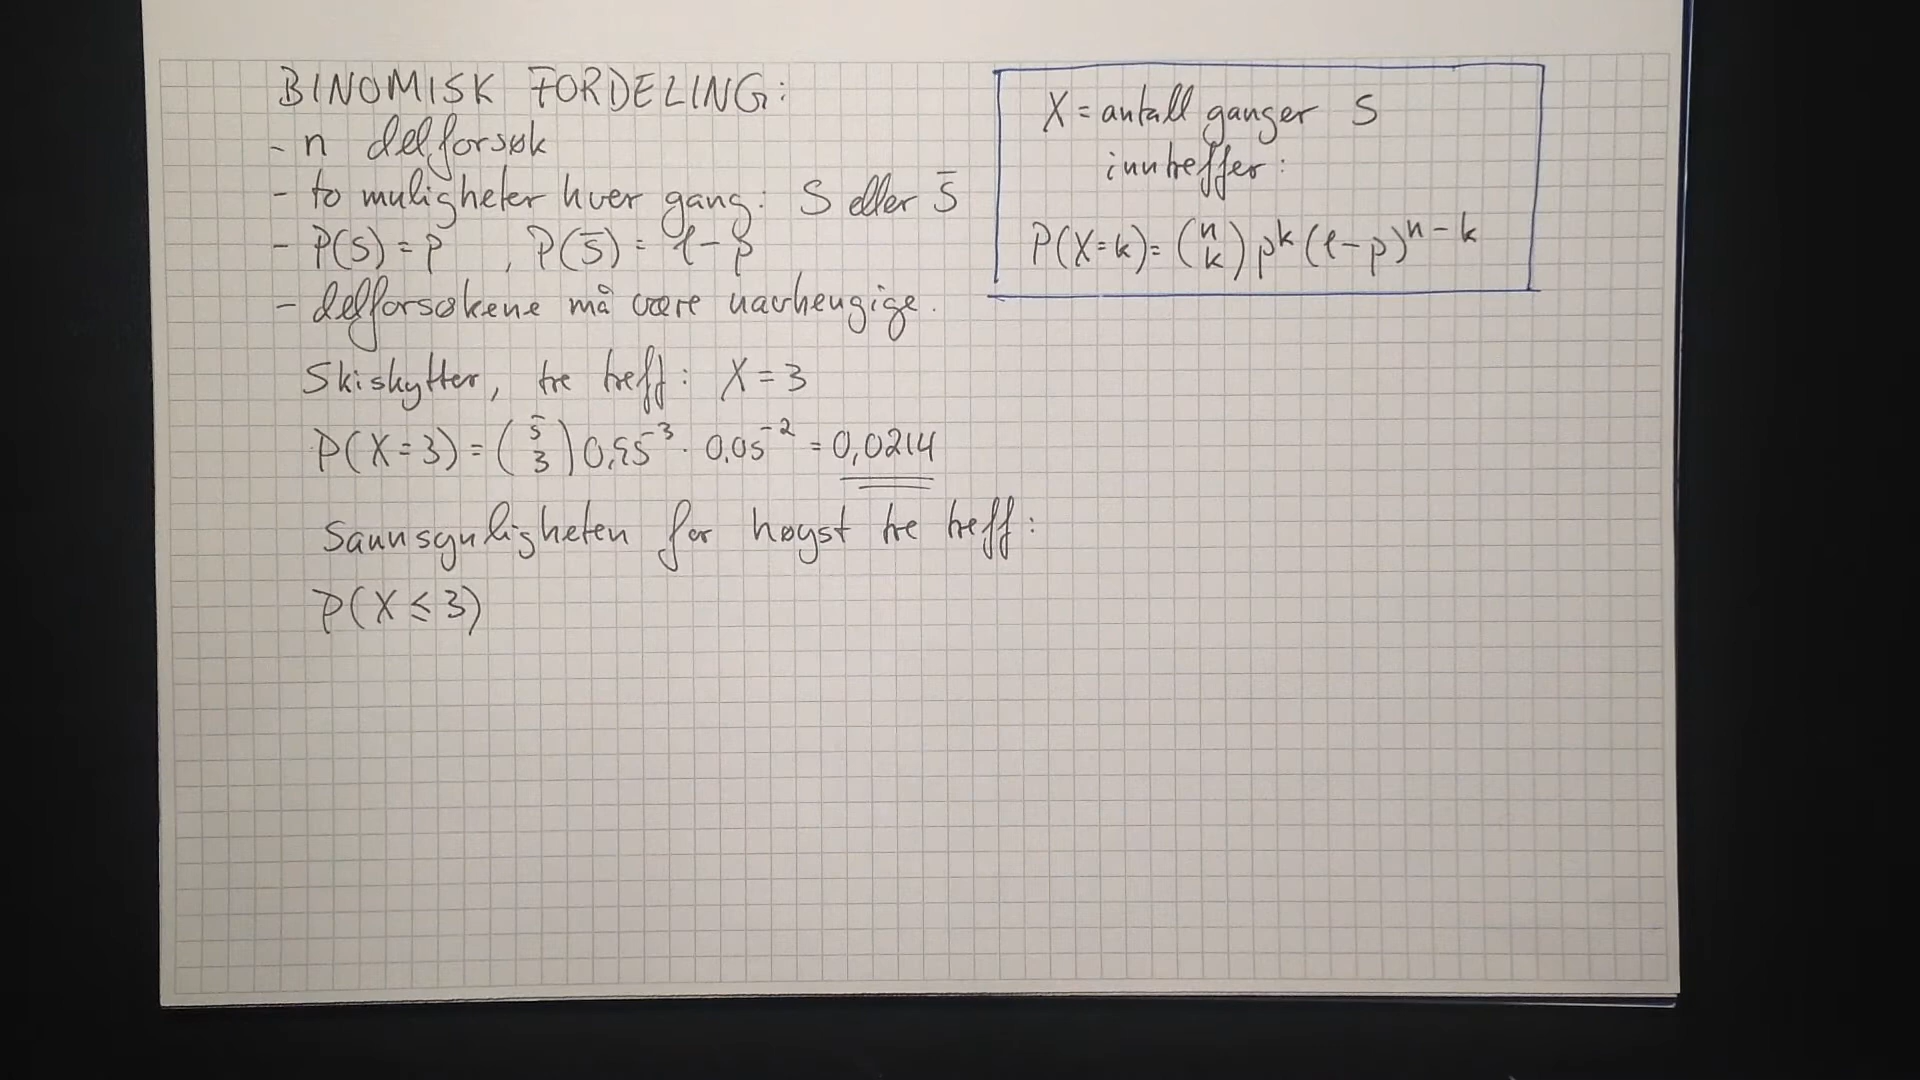 BINOMISK FORDELING:
- n delforsøk
- to muligheter hver gang: S eller S̄
- P(S) = p , P(S̄) = 1-p
- delforsøkene må være uavhengige.
X = antall ganger S
inntreffer:
P(X=k) = (n k) p^k (1-p)^(n-k)
Skiskytter, tre treff: X = 3
P(X=3) = (5 3) 0,95^3 · 0,05^2 = 0,0214
Sannsynligheten for høyst tre treff:
P(X ≤ 3)